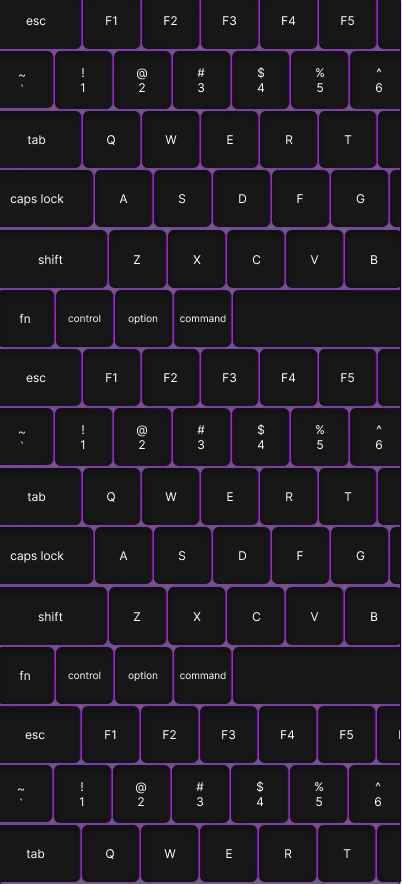 esc F1 F2 F3 F4 F5
~ ! @ # $ % ^
` 1 2 3 4 5 6
tab Q W E R T
caps lock A S D F G
shift Z X C V B
fn control option command
esc F1 F2 F3 F4 F5
~ ! @ # $ % ^
` 1 2 3 4 5 6
tab Q W E R T
caps lock A S D F G
shift Z X C V B
fn control option command
esc F1 F2 F3 F4 F5
~ ! @ # $ % ^
` 1 2 3 4 5 6
tab Q W E R T